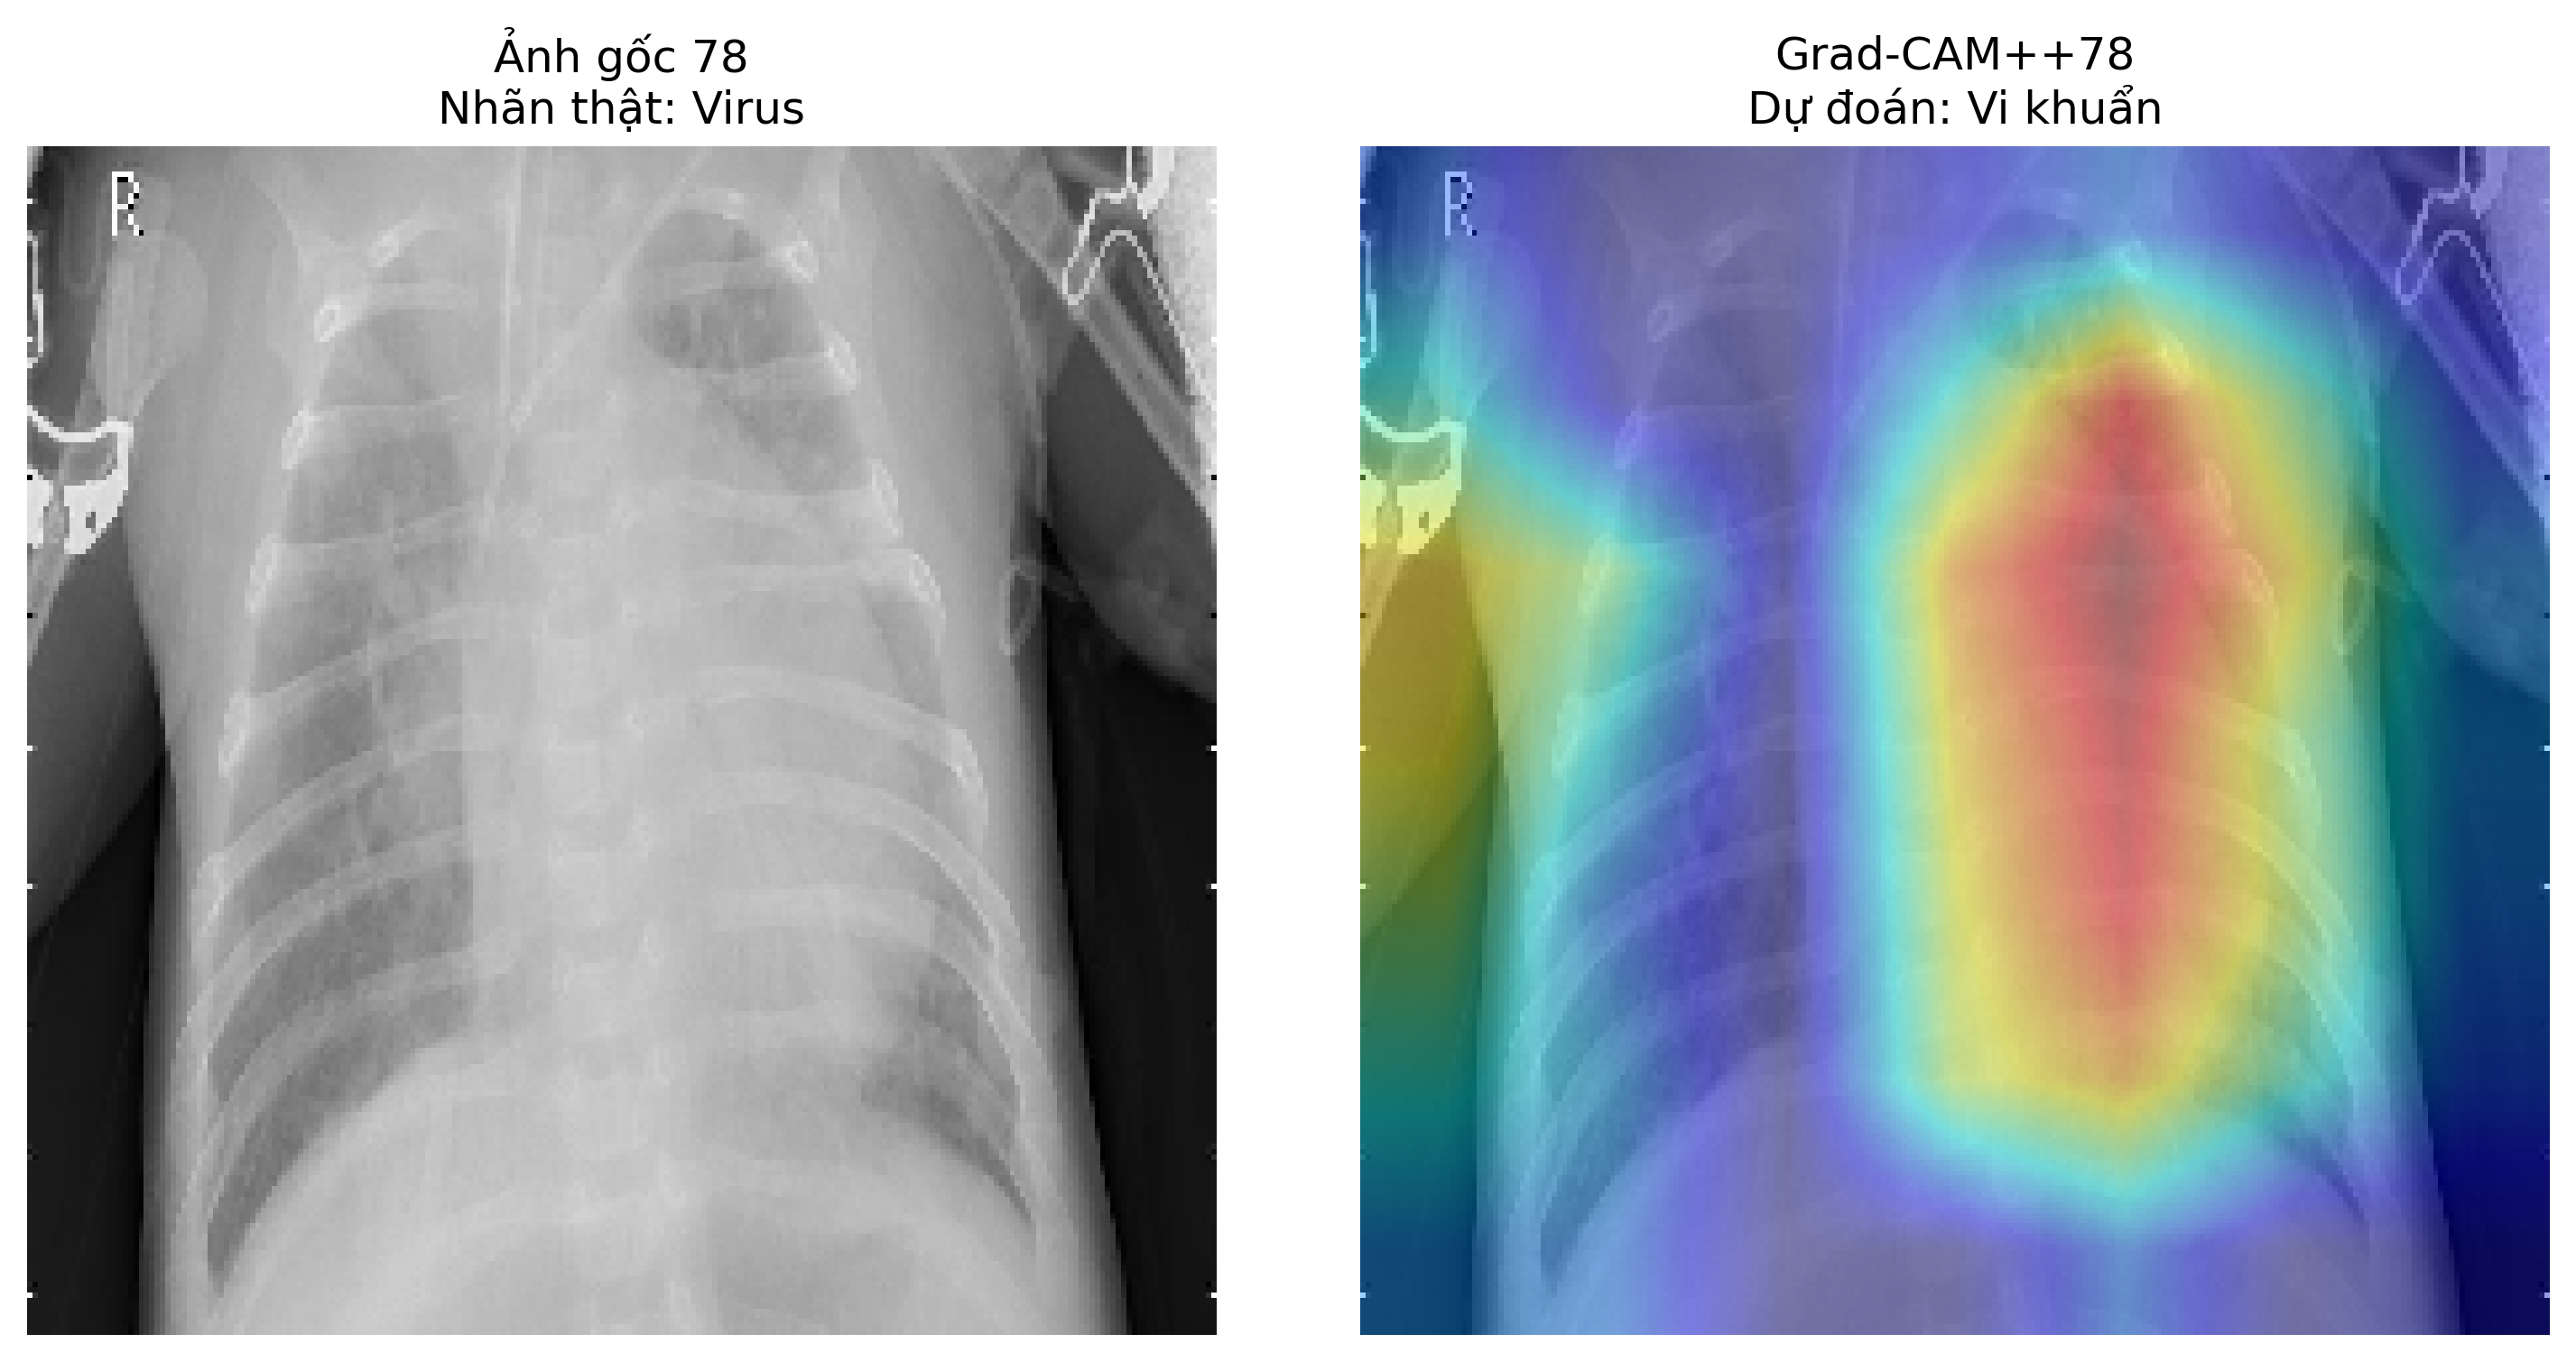 Ảnh gốc 78
Nhãn thật: Virus
Grad-CAM++78
Dự đoán: Vi khuẩn
R
R